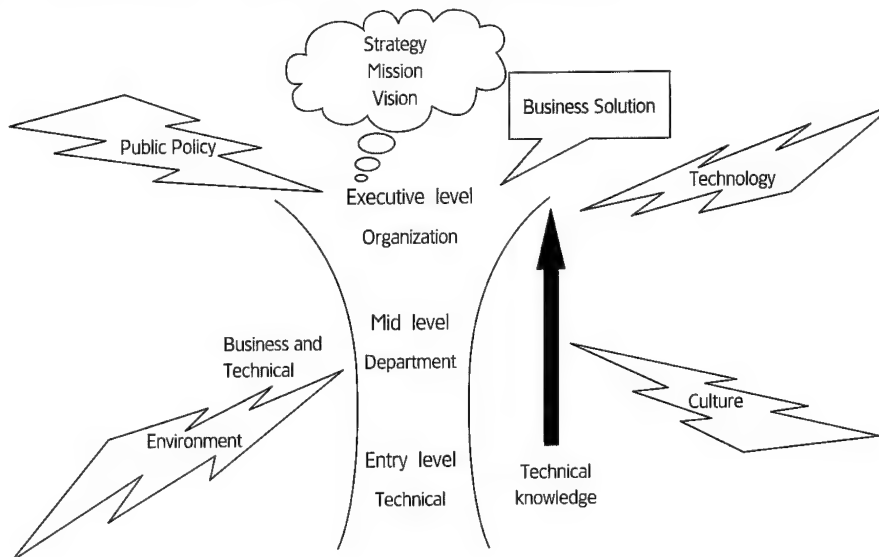 Strategy
Mission
Vision
Business Solution
Public Policy
Technology
Executive level
Organization
Mid level
Department
Business and
Technical
Environment
Culture
Entry level
Technical
Technical
knowledge